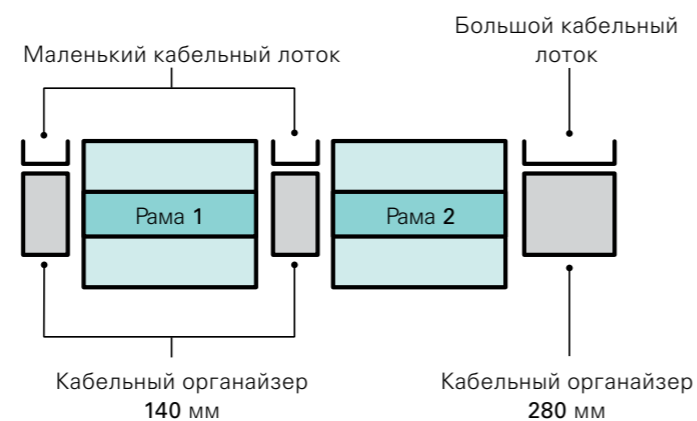 Маленький кабельный лоток
Большой кабельный
лоток
Рама 1
Рама 2
Кабельный органайзер
140 мм
Кабельный органайзер
280 мм